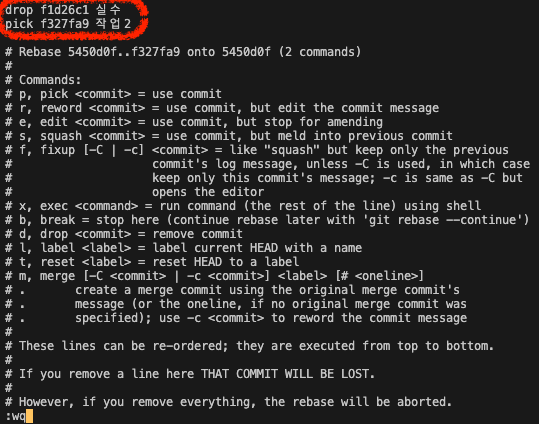 drop f1d26c1 실수
pick f327fa9 작업2

# Rebase 5450d0f..f327fa9 onto 5450d0f (2 commands)
#
# Commands:
# p, pick <commit> = use commit
# r, reword <commit> = use commit, but edit the commit message
# e, edit <commit> = use commit, but stop for amending
# s, squash <commit> = use commit, but meld into previous commit
# f, fixup [-C | -c] <commit> = like "squash" but keep only the previous
#                    commit's log message, unless -C is used, in which case
#                    keep only this commit's message; -c is same as -C but
#                    opens the editor
# x, exec <command> = run command (the rest of the line) using shell
# b, break = stop here (continue rebase later with 'git rebase --continue')
# d, drop <commit> = remove commit
# l, label <label> = label current HEAD with a name
# t, reset <label> = reset HEAD to a label
# m, merge [-C <commit> | -c <commit>] <label> [# <oneline>]
# .       create a merge commit using the original merge commit's
# .       message (or the oneline, if no original merge commit was
# .       specified); use -c <commit> to reword the commit message
#
# These lines can be re-ordered; they are executed from top to bottom.
#
# If you remove a line here THAT COMMIT WILL BE LOST.
#
# However, if you remove everything, the rebase will be aborted.
:wq